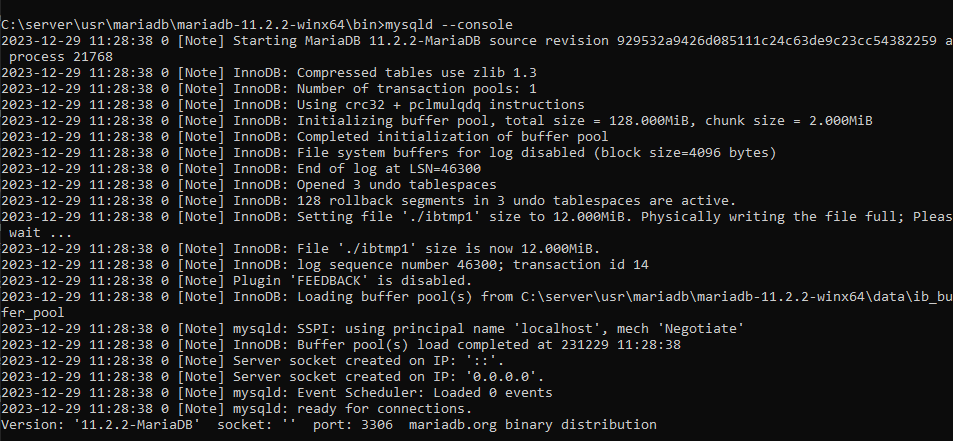 C:\server\usr\mariadb\mariadb-11.2.2-winx64\bin>mysqld --console
2023-12-29 11:28:38 0 [Note] Starting MariaDB 11.2.2-MariaDB source revision 929532a9426d085111c24c63de9c23cc54382259 a
 process 21768
2023-12-29 11:28:38 0 [Note] InnoDB: Compressed tables use zlib 1.3
2023-12-29 11:28:38 0 [Note] InnoDB: Number of transaction pools: 1
2023-12-29 11:28:38 0 [Note] InnoDB: Using crc32 + pclmulqdq instructions
2023-12-29 11:28:38 0 [Note] InnoDB: Initializing buffer pool, total size = 128.000MiB, chunk size = 2.000MiB
2023-12-29 11:28:38 0 [Note] InnoDB: Completed initialization of buffer pool
2023-12-29 11:28:38 0 [Note] InnoDB: File system buffers for log disabled (block size=4096 bytes)
2023-12-29 11:28:38 0 [Note] InnoDB: End of log at LSN=46300
2023-12-29 11:28:38 0 [Note] InnoDB: Opened 3 undo tablespaces
2023-12-29 11:28:38 0 [Note] InnoDB: 128 rollback segments in 3 undo tablespaces are active.
2023-12-29 11:28:38 0 [Note] InnoDB: Setting file './ibtmp1' size to 12.000MiB. Physically writing the file full; Pleas
 wait ...
2023-12-29 11:28:38 0 [Note] InnoDB: File './ibtmp1' size is now 12.000MiB.
2023-12-29 11:28:38 0 [Note] InnoDB: log sequence number 46300; transaction id 14
2023-12-29 11:28:38 0 [Note] Plugin 'FEEDBACK' is disabled.
2023-12-29 11:28:38 0 [Note] InnoDB: Loading buffer pool(s) from C:\server\usr\mariadb\mariadb-11.2.2-winx64\data\ib_bu
fer_pool
2023-12-29 11:28:38 0 [Note] mysqld: SSPI: using principal name 'localhost', mech 'Negotiate'
2023-12-29 11:28:38 0 [Note] InnoDB: Buffer pool(s) load completed at 231229 11:28:38
2023-12-29 11:28:38 0 [Note] Server socket created on IP: '::'.
2023-12-29 11:28:38 0 [Note] Server socket created on IP: '0.0.0.0'.
2023-12-29 11:28:38 0 [Note] mysqld: Event Scheduler: Loaded 0 events
2023-12-29 11:28:38 0 [Note] mysqld: ready for connections.
Version: '11.2.2-MariaDB'  socket: ''  port: 3306  mariadb.org binary distribution